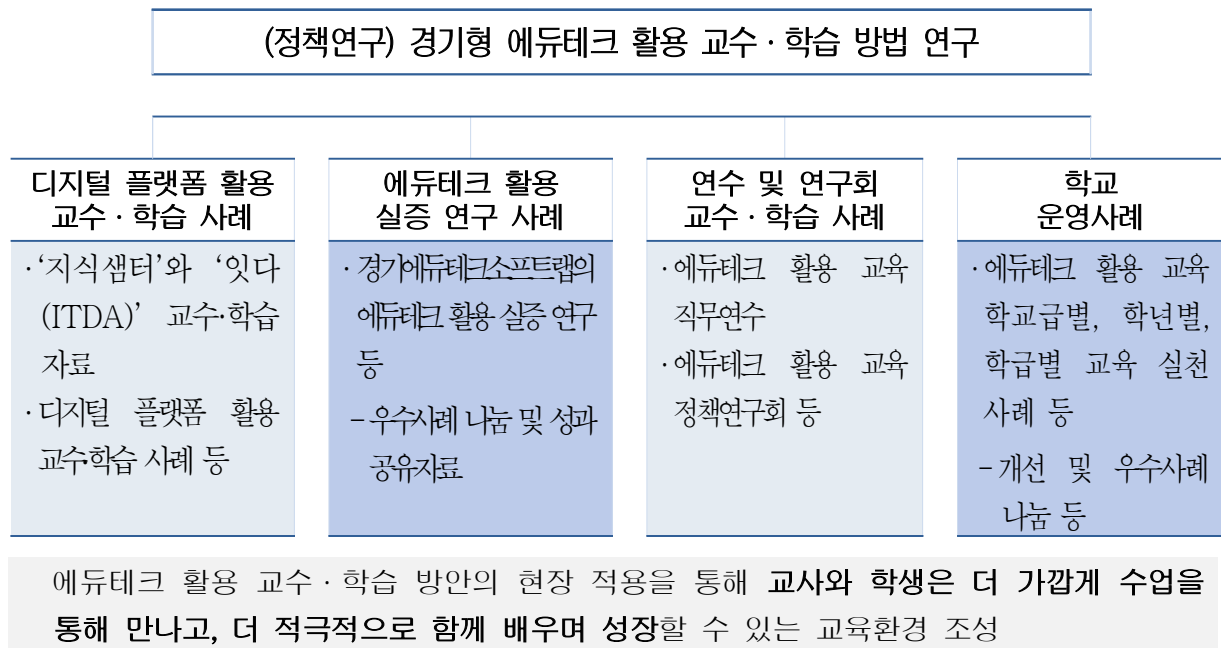 (정책연구) 경기형 에듀테크 활용 교수·학습 방법 연구
디지털 플랫폼 활용
교수·학습 사례
·‘지식샘터’와 ‘잇다
(ITDA)’ 교수·학습
자료
·디지털 플랫폼 활용
교수학습 사례 등
에듀테크 활용
실증 연구 사례
·경기에듀테크소프트랩의
에듀테크 활용 실증 연구
등
－우수사례 나눔 및 성과
공유자료
연수 및 연구회
교수·학습 사례
·에듀테크 활용 교육
직무연수
·에듀테크 활용 교육
정책연구회 등
학교
운영사례
·에듀테크 활용 교육
학교급별, 학년별,
학급별 교육 실천
사례 등
－개선 및 우수사례
나눔 등
에듀테크 활용 교수·학습 방안의 현장 적용을 통해 교사와 학생은 더 가깝게 수업을
통해 만나고, 더 적극적으로 함께 배우며 성장할 수 있는 교육환경 조성